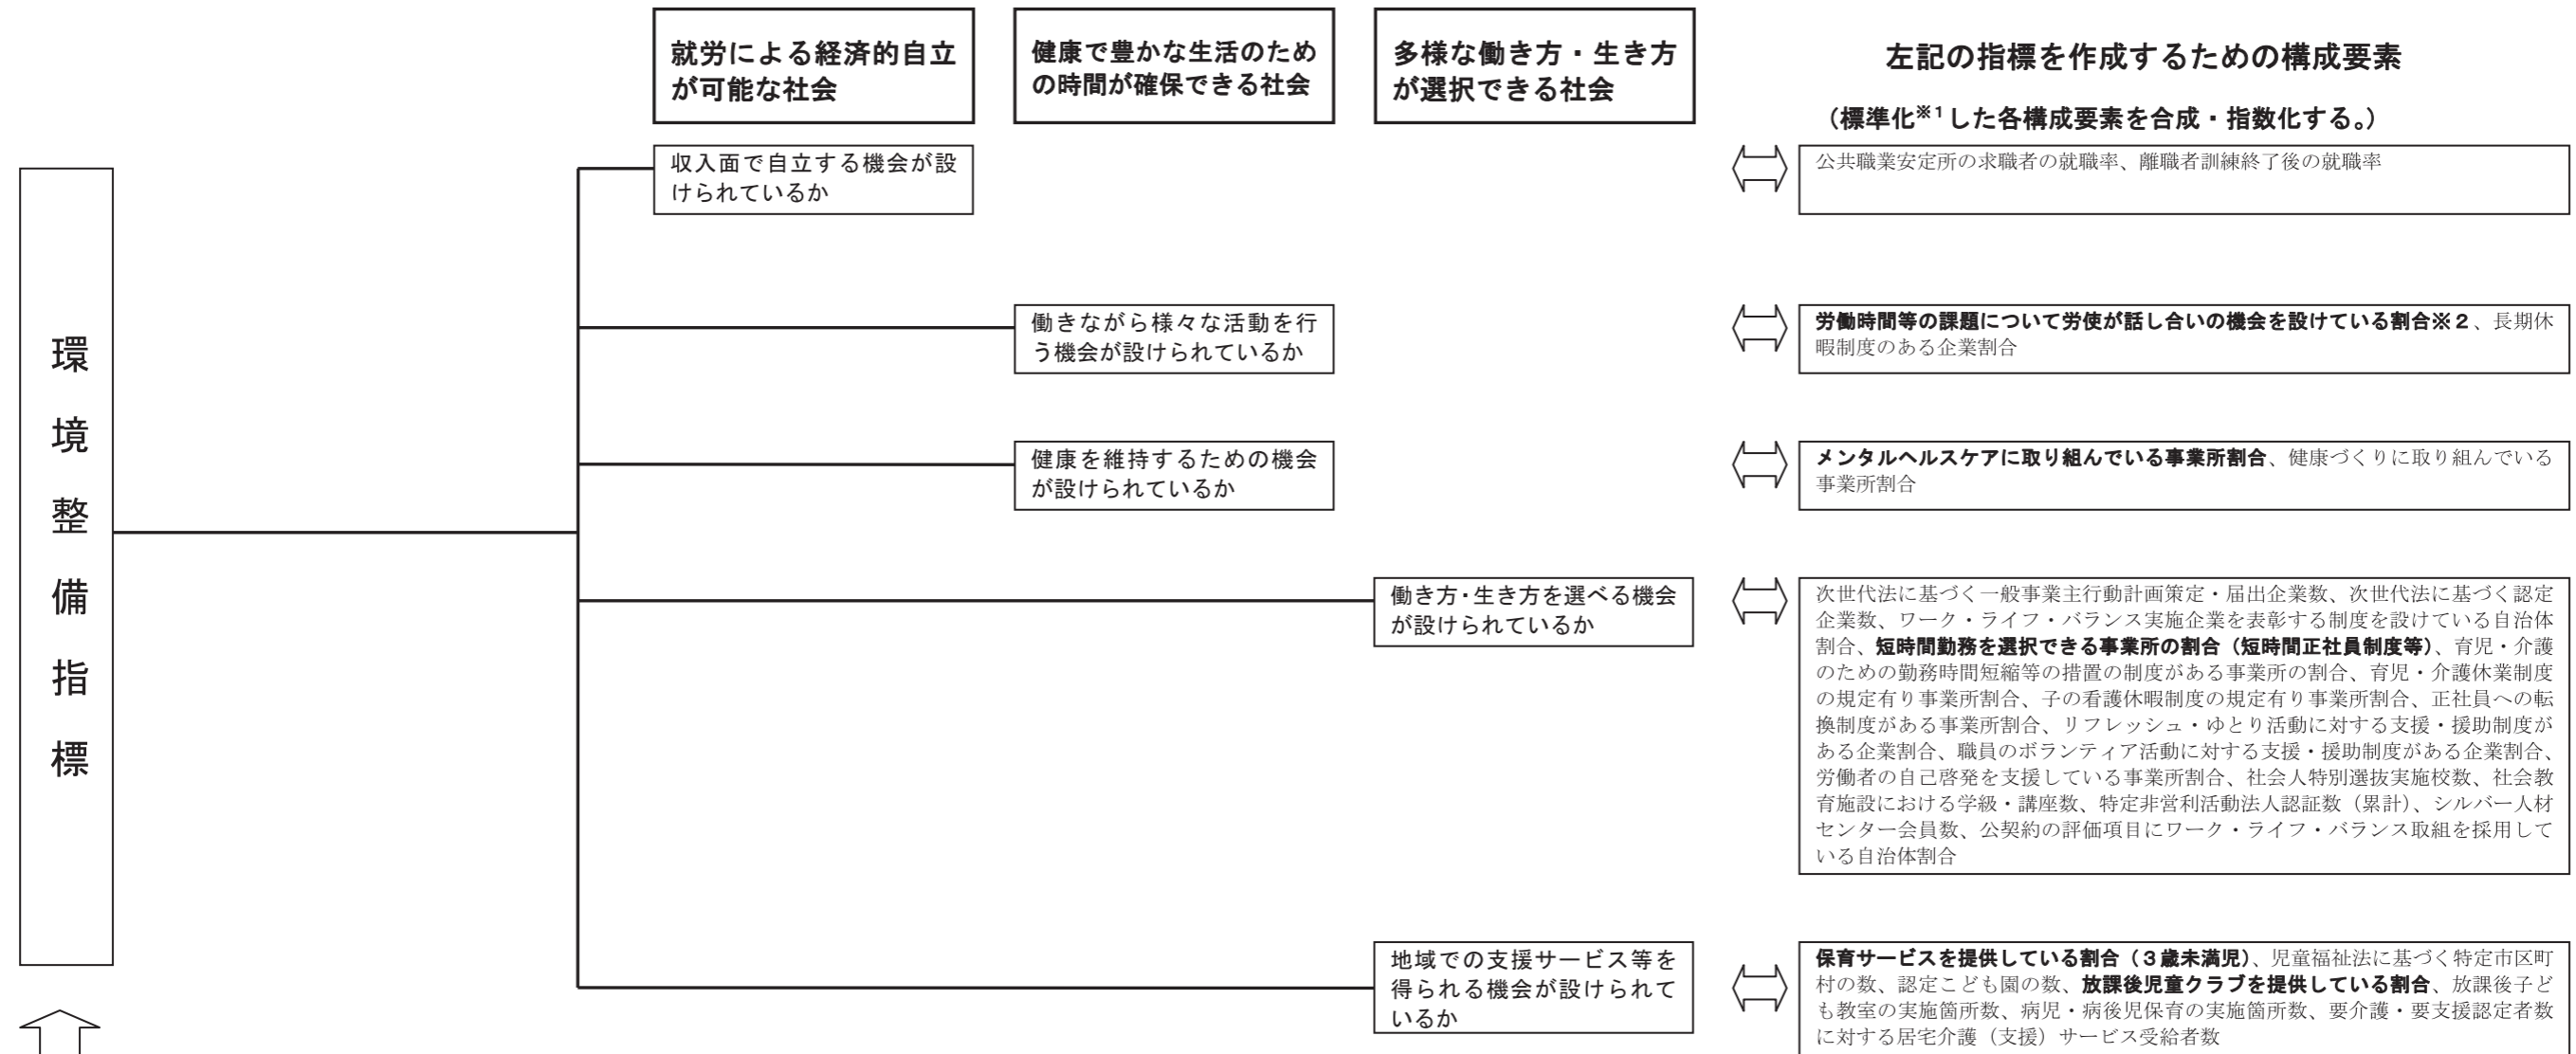 就労による経済的自立
が可能な社会
健康で豊かな生活のため
の時間が確保できる社会
多様な働き方・生き方
が選択できる社会
左記の指標を作成するための構成要素
（標準化※1した各構成要素を合成・指数化する。）
環境整備指標
収入面で自立する機会が設
けられているか
公共職業安定所の求職者の就職率、離職者訓練終了後の就職率
働きながら様々な活動を行
う機会が設けられているか
労働時間等の課題について労使が話し合いの機会を設けている割合※２、長期休
暇制度のある企業割合
健康を維持するための機会
が設けられているか
メンタルヘルスケアに取り組んでいる事業所割合、健康づくりに取り組んでいる
事業所割合
働き方・生き方を選べる機会
が設けられているか
次世代法に基づく一般事業主行動計画策定・届出企業数、次世代法に基づく認定
企業数、ワーク・ライフ・バランス実施企業を表彰する制度を設けている自治体
割合、短時間勤務を選択できる事業所の割合（短時間正社員制度等）、育児・介護
のための勤務時間短縮等の措置の制度がある事業所の割合、育児・介護休業制度
の規定有り事業所割合、子の看護休暇制度の規定有り事業所割合、正社員への転
換制度がある事業所割合、リフレッシュ・ゆとり活動に対する支援・援助制度が
ある企業割合、職員のボランティア活動に対する支援・援助制度がある企業割合、
労働者の自己啓発を支援している事業所割合、社会人特別選抜実施校数、社会教
育施設における学級・講座数、特定非営利活動法人認証数（累計）、シルバー人材
センター会員数、公契約の評価項目にワーク・ライフ・バランス取組を採用して
いる自治体割合
地域での支援サービス等を
得られる機会が設けられて
いるか
保育サービスを提供している割合（３歳未満児）、児童福祉法に基づく特定市区町
村の数、認定こども園の数、放課後児童クラブを提供している割合、放課後子ど
も教室の実施箇所数、病児・病後児保育の実施箇所数、要介護・要支援認定者数
に対する居宅介護（支援）サービス受給者数